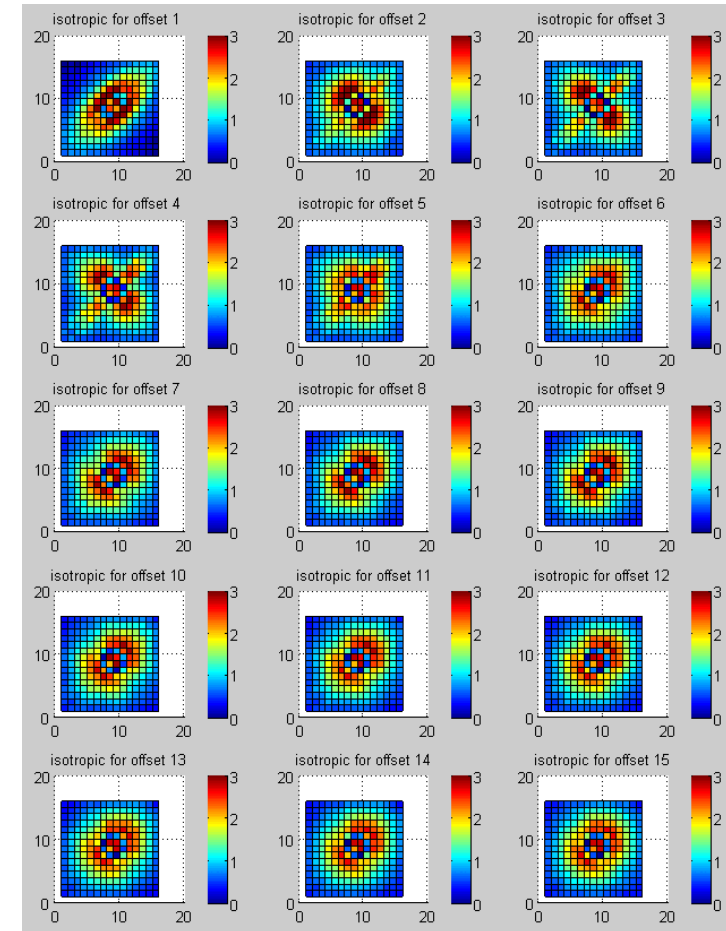 isotropic for offset 1
isotropic for offset 2
isotropic for offset 3
20 3 20 3 20 3
2 2 2
10 10 10
1 1 1
0 0 0 0 0 0
0 10 20 0 10 20 0 10 20
isotropic for offset 4
isotropic for offset 5
isotropic for offset 6
20 3 20 3 20 3
2 2 2
10 10 10
1 1 1
0 0 0 0 0 0
0 10 20 0 10 20 0 10 20
isotropic for offset 7
isotropic for offset 8
isotropic for offset 9
20 3 20 3 20 3
2 2 2
10 10 10
1 1 1
0 0 0 0 0 0
0 10 20 0 10 20 0 10 20
isotropic for offset 10
isotropic for offset 11
isotropic for offset 12
20 3 20 3 20 3
2 2 2
10 10 10
1 1 1
0 0 0 0 0 0
0 10 20 0 10 20 0 10 20
isotropic for offset 13
isotropic for offset 14
isotropic for offset 15
20 3 20 3 20 3
2 2 2
10 10 10
1 1 1
0 0 0 0 0 0
0 10 20 0 10 20 0 10 20